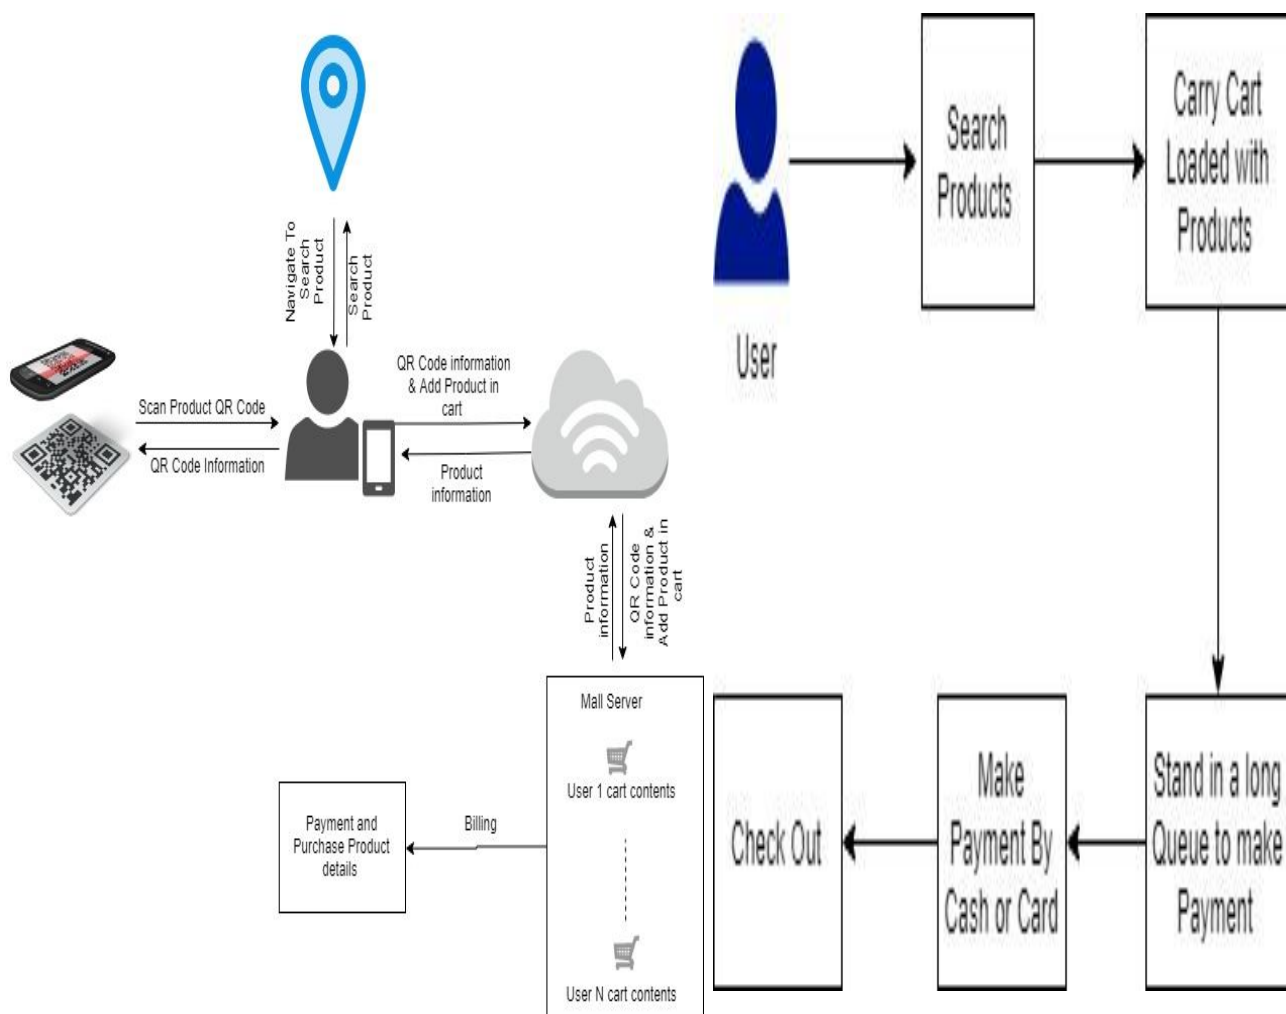 Navigate To
Search
Product
Search
Product
Scan Product QR Code
QR Code Information
QR Code information
& Add Product in
cart
Product
information
Product
information
QR Code
information &
Add Product in
cart
Mall Server
User 1 cart contents
User N cart contents
Billing
Payment and
Purchase Product
details
User
Search
Products
Carry Cart
Loaded with
Products
Stand in a long
Queue to make
Payment
Make
Payment By
Cash or Card
Check Out